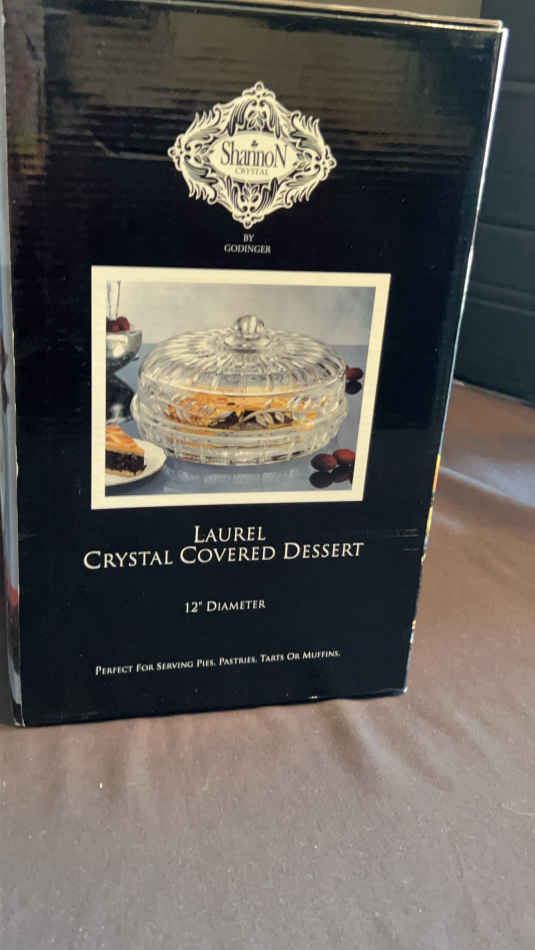 ShannoN
CRYSTAL
BY
GODINGER
LAUREL
CRYSTAL COVERED DESSERT
12" DIAMETER
PERFECT FOR SERVING PIES, PASTRIES, TARTS OR MUFFINS.